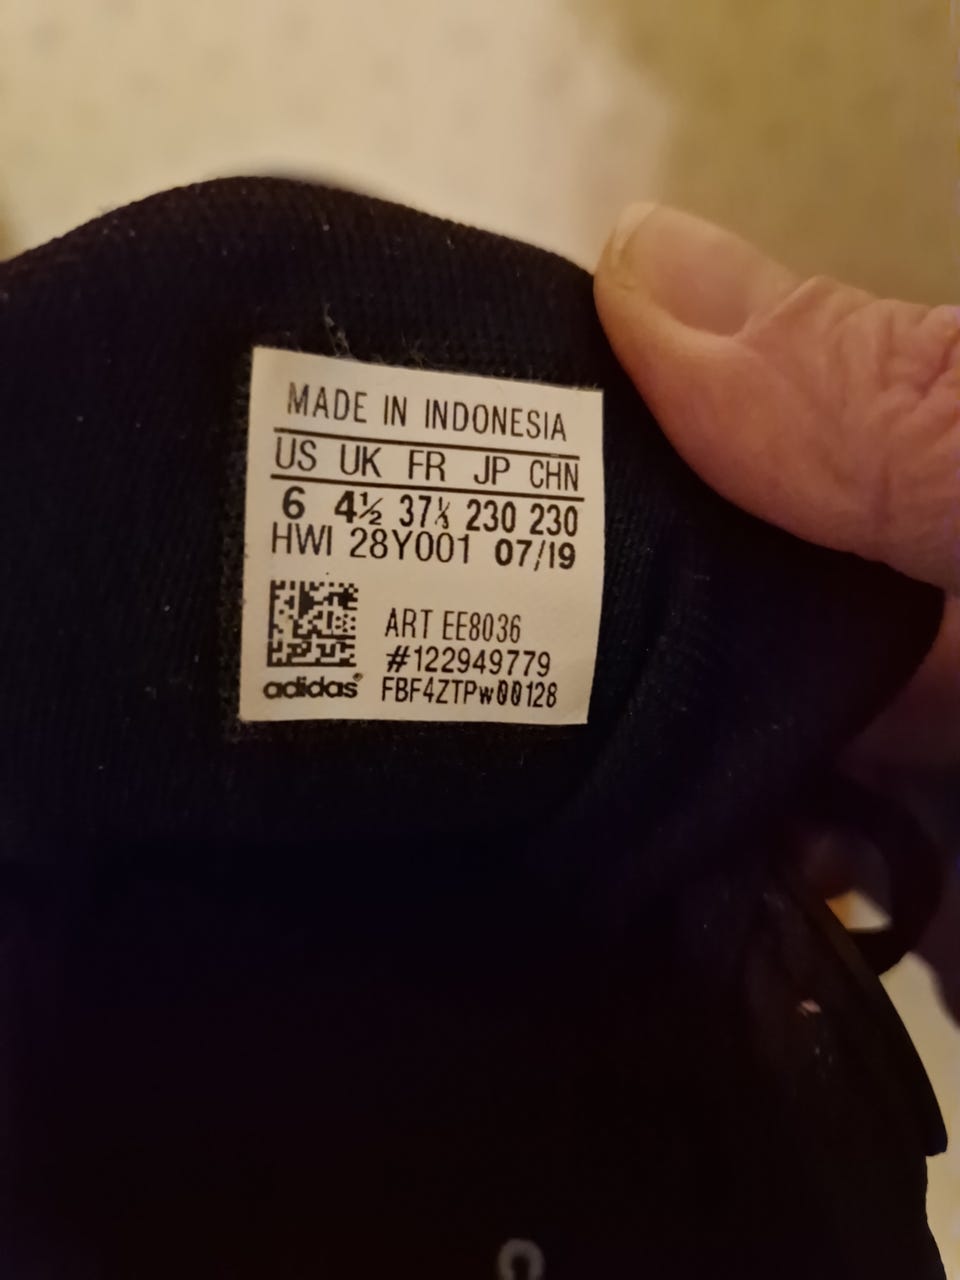 MADE IN INDONESIA
US UK FR JP CHN
6 4½ 37⅓ 230 230
HWI 28Y001 07/19
ART EE8036
#122949779
adidas® FBF4ZTPw00128